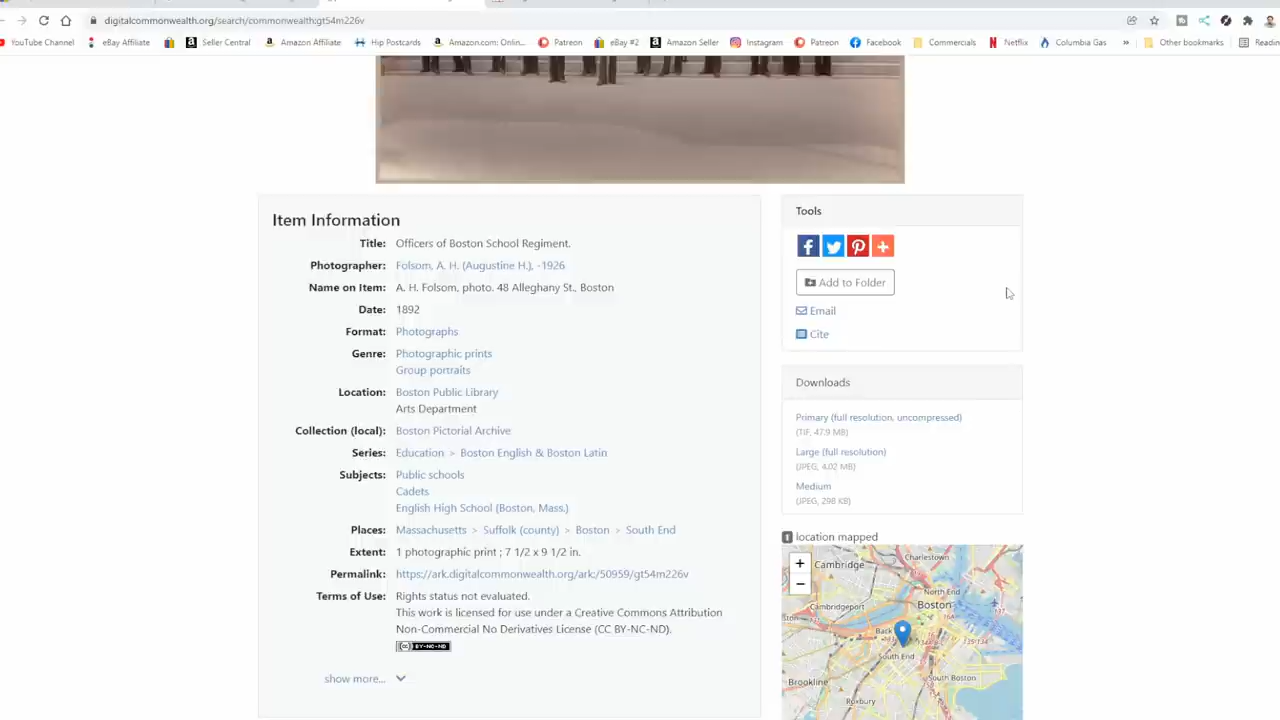 digitalcommonwealth.org/search/commonwealth:gt54m226v
YouTube Channel eBay Affiliate Seller Central Amazon Affiliate Hip Postcards Amazon.com: Onlin... Patreon eBay #2 Amazon Seller Instagram Patreon Facebook Commercials Netflix Columbia Gas » Other bookmarks Readin
Item Information
Title: Officers of Boston School Regiment.
Photographer: Folsom, A. H. (Augustine H.), -1926
Name on Item: A. H. Folsom, photo. 48 Alleghany St., Boston
Date: 1892
Format: Photographs
Genre: Photographic prints
Group portraits
Location: Boston Public Library
Arts Department
Collection (local): Boston Pictorial Archive
Series: Education > Boston English & Boston Latin
Subjects: Public schools
Cadets
English High School (Boston, Mass.)
Places: Massachusetts > Suffolk (county) > Boston > South End
Extent: 1 photographic print ; 7 1/2 x 9 1/2 in.
Permalink: https://ark.digitalcommonwealth.org/ark:/50959/gt54m226v
Terms of Use: Rights status not evaluated.
This work is licensed for use under a Creative Commons Attribution
Non-Commercial No Derivatives License (CC BY-NC-ND).
cc BY-NC-ND
show more...
Tools
Add to Folder
Email
Cite
Downloads
Primary (full resolution, uncompressed)
(TIF, 47.9 MB)
Large (full resolution)
(JPEG, 4.02 MB)
Medium
(JPEG, 298 KB)
location mapped
+
−
Charlestown
Cambridge
North End
Cambridgeport
Boston
Back
South End
Brookline
South Boston
Roxbury